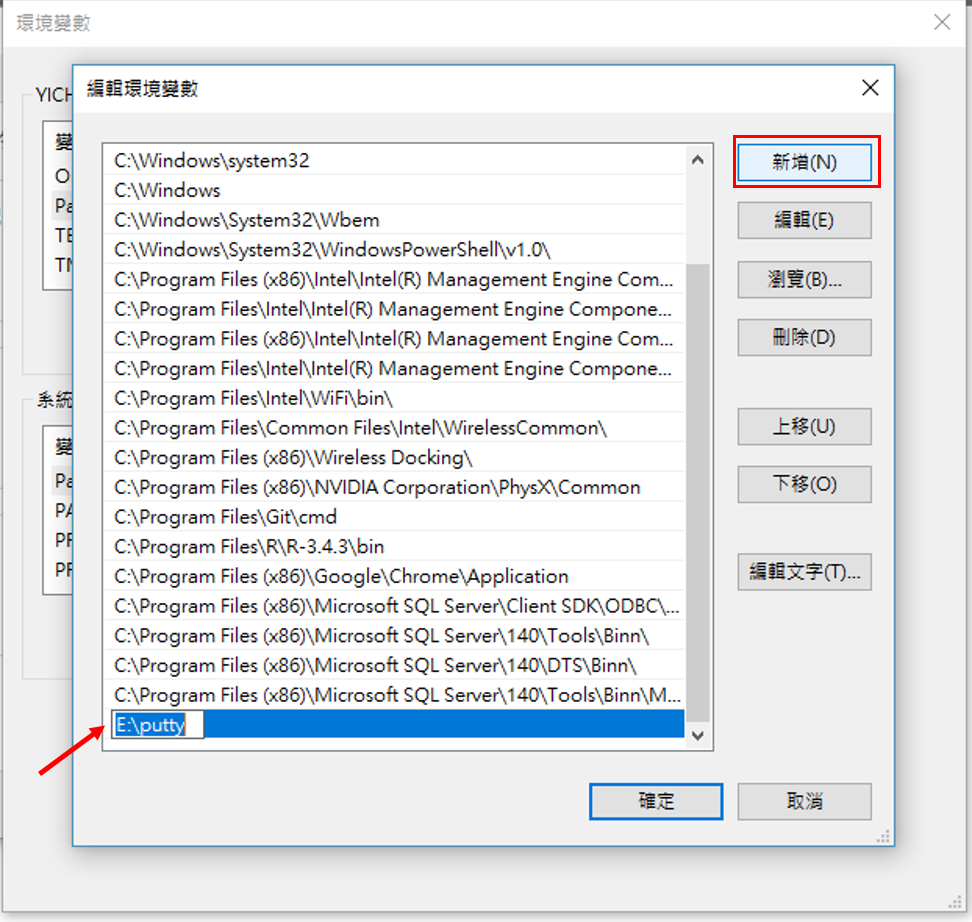 環境變數
YICH
編輯環境變數
變
O
Pa
TE
TM
系統
變
Pa
PA
PF
PF
C:\Windows\system32
C:\Windows
C:\Windows\System32\Wbem
C:\Windows\System32\WindowsPowerShell\v1.0\
C:\Program Files (x86)\Intel\Intel(R) Management Engine Com...
C:\Program Files\Intel\Intel(R) Management Engine Compone...
C:\Program Files (x86)\Intel\Intel(R) Management Engine Com...
C:\Program Files\Intel\Intel(R) Management Engine Compone...
C:\Program Files\Intel\WiFi\bin\
C:\Program Files\Common Files\Intel\WirelessCommon\
C:\Program Files (x86)\Wireless Docking\
C:\Program Files (x86)\NVIDIA Corporation\PhysX\Common
C:\Program Files\Git\cmd
C:\Program Files\R\R-3.4.3\bin
C:\Program Files (x86)\Google\Chrome\Application
C:\Program Files (x86)\Microsoft SQL Server\Client SDK\ODBC\...
C:\Program Files (x86)\Microsoft SQL Server\140\Tools\Binn\
C:\Program Files (x86)\Microsoft SQL Server\140\DTS\Binn\
C:\Program Files (x86)\Microsoft SQL Server\140\Tools\Binn\M...
E:\putty
新增(N)
編輯(E)
瀏覽(B)...
刪除(D)
上移(U)
下移(O)
編輯文字(T)...
確定
取消